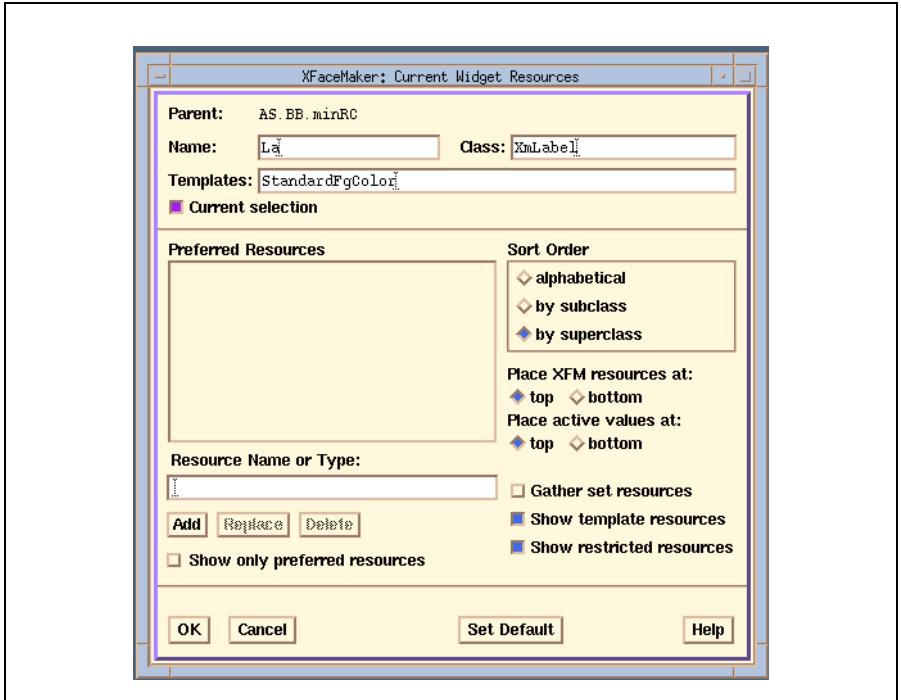 XFaceMaker: Current Widget Resources
Parent: AS.BB.minRC
Name: La Class: XmLabel
Templates: StandardFgColor
Current selection
Preferred Resources Sort Order
alphabetical
by subclass
by superclass
Place XFM resources at:
top bottom
Place active values at:
top bottom
Resource Name or Type:
Gather set resources
Add Replace Delete Show template resources
Show only preferred resources Show restricted resources
OK Cancel Set Default Help